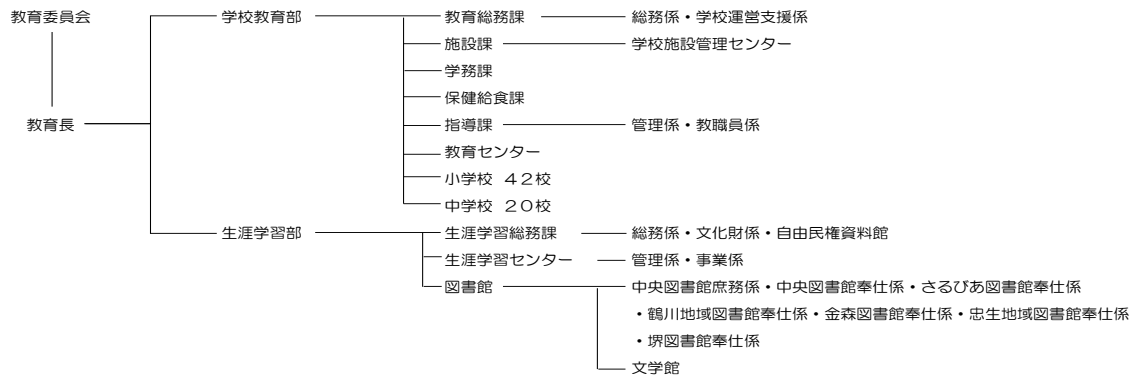 教育委員会 学校教育部 教育総務課 総務係・学校運営支援係
施設課 学校施設管理センター
学務課
保健給食課
教育長 指導課 管理係・教職員係
教育センター
小学校 42校
中学校 20校
生涯学習部 生涯学習総務課 総務係・文化財係・自由民権資料館
生涯学習センター 管理係・事業係
図書館 中央図書館庶務係・中央図書館奉仕係・さるびあ図書館奉仕係
・鶴川地域図書館奉仕係・金森図書館奉仕係・忠生地域図書館奉仕係
・堺図書館奉仕係
文学館